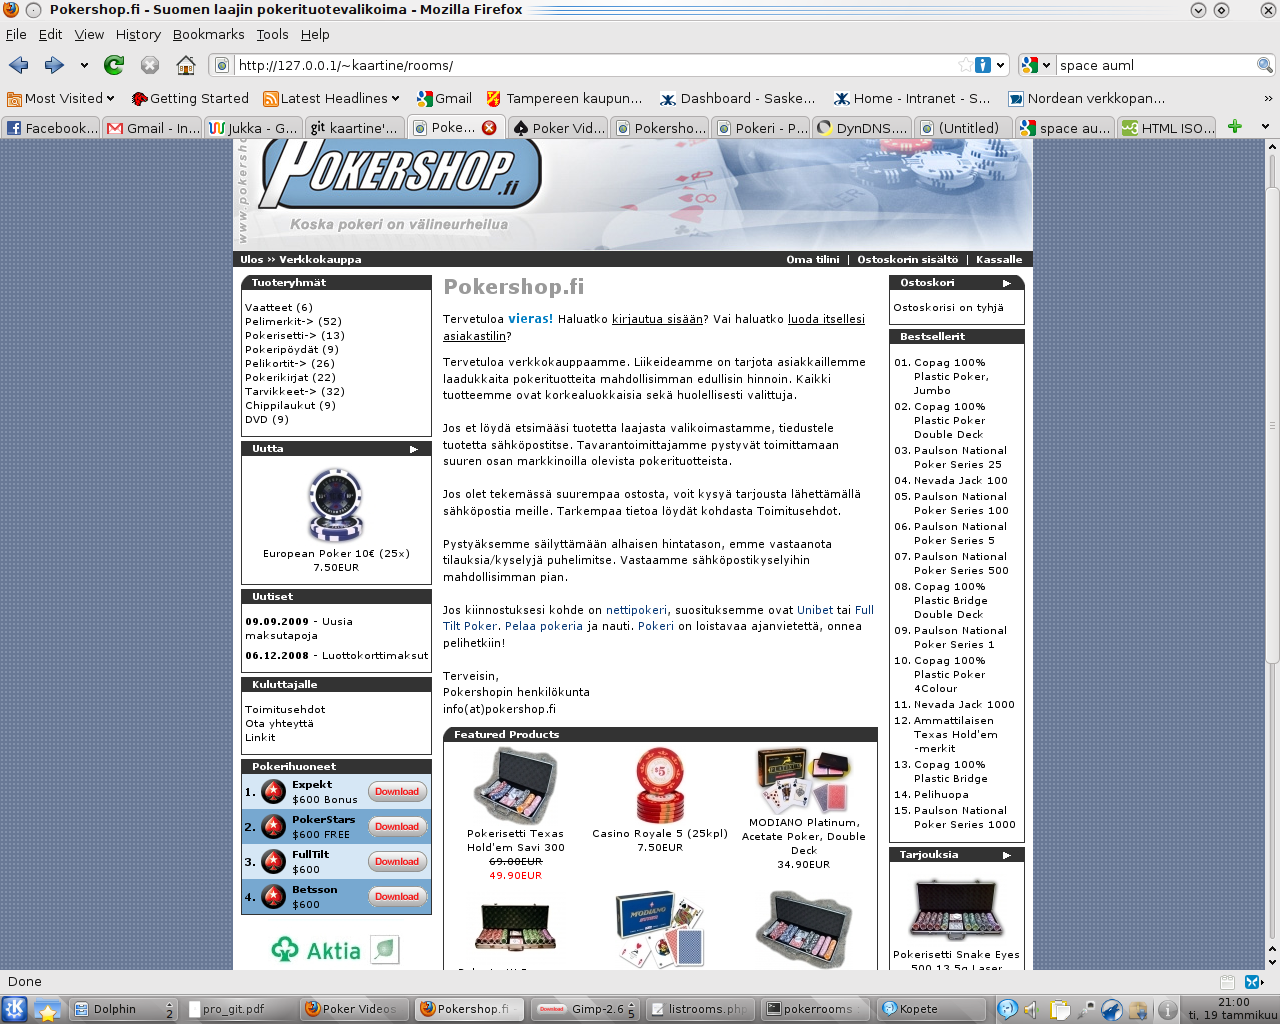 Pokershop.fi - Suomen laajin pokerituotevalikoima - Mozilla Firefox
File Edit View History Bookmarks Tools Help
http://127.0.0.1/~kaartine/rooms/
space auml
Most Visited Getting Started Latest Headlines Gmail Tampereen kaupun... Dashboard - Saske... Home - Intranet - S... Nordean verkkopan... »
Facebook... Gmail - In... Jukka - G... git kaartine'... Poke... Poker Vid... Pokersho... Pokeri - P... DynDNS.... (Untitled) space au... HTML ISO...
www.pokersho
POKERSHOP.fi
Koska pokeri on välineurheilua
Ulos ›› Verkkokauppa
Oma tilini | Ostoskorin sisältö | Kassalle
Tuoteryhmät
Vaatteet (6)
Pelimerkit-> (52)
Pokerisetti-> (13)
Pokeripöydät (9)
Pelikortit-> (26)
Pokerikirjat (22)
Tarvikkeet-> (32)
Chippilaukut (9)
DVD (9)
Uutta
European Poker 10€ (25x)
7.50EUR
Uutiset
09.09.2009 - Uusia
maksutapoja
06.12.2008 - Luottokorttimaksut
Kuluttajalle
Toimitusehdot
Ota yhteyttä
Linkit
Pokerihuoneet
1. Expekt
$600 Bonus
Download
2. PokerStars
$600 FREE
Download
3. FullTilt
$600
Download
4. Betsson
$600
Download
Aktia
Pokershop.fi
Tervetuloa vieras! Haluatko kirjautua sisään? Vai haluatko luoda itsellesi
asiakastilin?
Tervetuloa verkkokauppaamme. Liikeideamme on tarjota asiakkaillemme
laadukkaita pokerituotteita mahdollisimman edullisin hinnoin. Kaikki
tuotteemme ovat korkealuokkaisia sekä huolellisesti valittuja.
Jos et löydä etsimääsi tuotetta laajasta valikoimastamme, tiedustele
tuotetta sähköpostitse. Tavarantoimittajamme pystyvät toimittamaan
suuren osan markkinoilla olevista pokerituotteista.
Jos olet tekemässä suurempaa ostosta, voit kysyä tarjousta lähettämällä
sähköpostia meille. Tarkempaa tietoa löydät kohdasta Toimitusehdot.
Pystyäksemme säilyttämään alhaisen hintatason, emme vastaanota
tilauksia/kyselyjä puhelimitse. Vastaamme sähköpostikyselyihin
mahdollisimman pian.
Jos kiinnostuksesi kohde on nettipokeri, suosituksemme ovat Unibet tai Full
Tilt Poker. Pelaa pokeria ja nauti. Pokeri on loistavaa ajanvietettä, onnea
pelihetkiin!
Terveisin,
Pokershopin henkilökunta
info(at)pokershop.fi
Featured Products
Pokerisetti Texas
Hold'em Savi 300
69.00EUR
49.90EUR
$5
Casino Royale 5 (25kpl)
7.50EUR
MODIANO Platinum,
Acetate Poker, Double
Deck
34.90EUR
MODIANO
Ostoskori
Ostoskorisi on tyhjä
Bestsellerit
01. Copag 100%
Plastic Poker,
Jumbo
02. Copag 100%
Plastic Poker
Double Deck
03. Paulson National
Poker Series 25
04. Nevada Jack 100
05. Paulson National
Poker Series 100
06. Paulson National
Poker Series 5
07. Paulson National
Poker Series 500
08. Copag 100%
Plastic Bridge
Double Deck
09. Paulson National
Poker Series 1
10. Copag 100%
Plastic Poker
4Colour
11. Nevada Jack 1000
12. Ammattilaisen
Texas Hold'em
-merkit
13. Copag 100%
Plastic Bridge
14. Pelihuopa
15. Paulson National
Poker Series 1000
Tarjouksia
Pokerisetti Snake Eyes
500 13,5g Laser
Done
Dolphin 2 pro_git.pdf Poker Videos Pokershop.fi - Download Gimp-2.6 5 listrooms.php pokerrooms Kopete
21:00
ti, 19 tammikuu